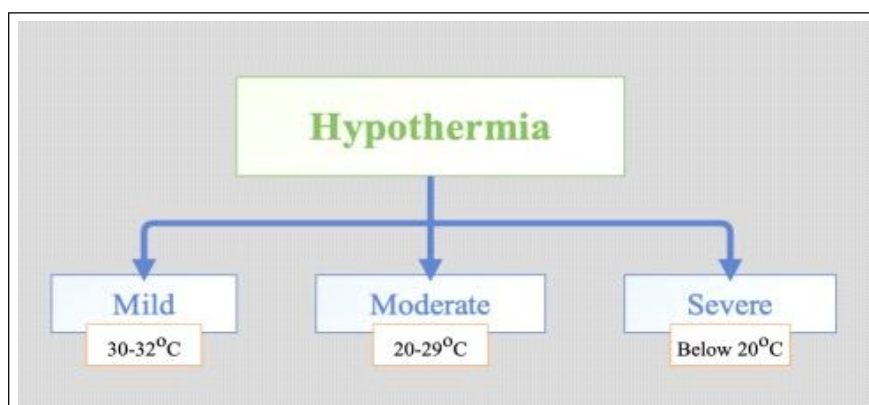 Hypothermia
Mild
Moderate
Severe
30-32°C
20-29°C
Below 20°C